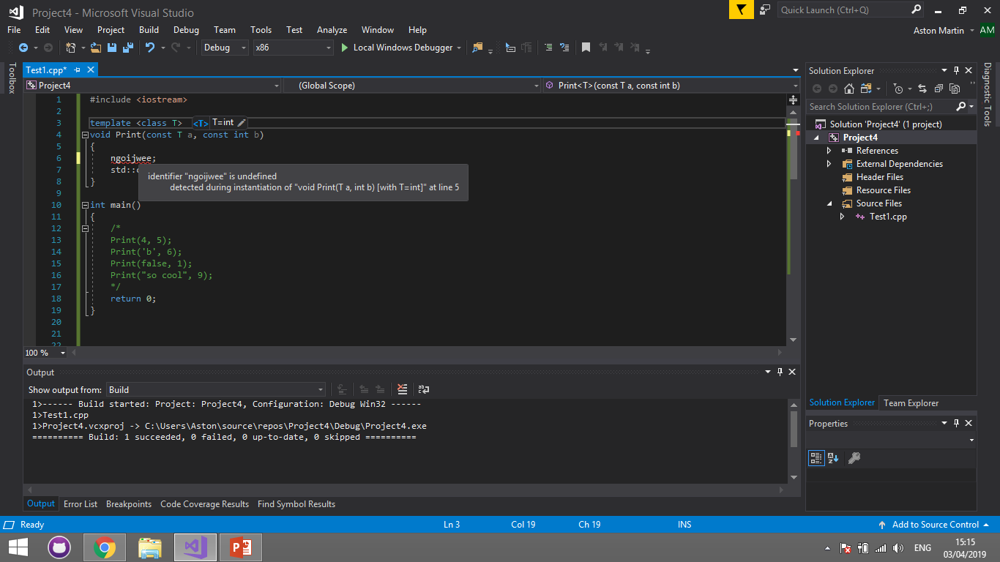 Project4 - Microsoft Visual Studio
Quick Launch (Ctrl+Q)
File Edit View Project Build Debug Team Tools Test Analyze Window Help
Aston Martin AM
Debug x86 Local Windows Debugger
Toolbox
Test1.cpp*
Project4 (Global Scope) Print<T>(const T a, const int b)
1 #include <iostream>
2
3 template <class T> <T> T=int
4 void Print(const T a, const int b)
5 {
6 ngoijwee;
7 std::
8 }
9
10 int main()
11 {
12 /*
13 Print(4, 5);
14 Print('b', 6);
15 Print(false, 1);
16 Print("so cool", 9);
17 */
18 return 0;
19 }
20
21
22
identifier "ngoijwee" is undefined
detected during instantiation of "void Print(T a, int b) [with T=int]" at line 5
100 %
Output
Show output from: Build
1>------ Build started: Project: Project4, Configuration: Debug Win32 ------
1>Test1.cpp
1>Project4.vcxproj -> C:\Users\Aston\source\repos\Project4\Debug\Project4.exe
========== Build: 1 succeeded, 0 failed, 0 up-to-date, 0 skipped ==========
Output Error List Breakpoints Code Coverage Results Find Symbol Results
Solution Explorer
Search Solution Explorer (Ctrl+;)
Solution 'Project4' (1 project)
Project4
References
External Dependencies
Header Files
Resource Files
Source Files
Test1.cpp
Solution Explorer Team Explorer
Properties
Diagnostic Tools
Ready Ln 3 Col 19 Ch 19 INS Add to Source Control
ENG
15:15
03/04/2019